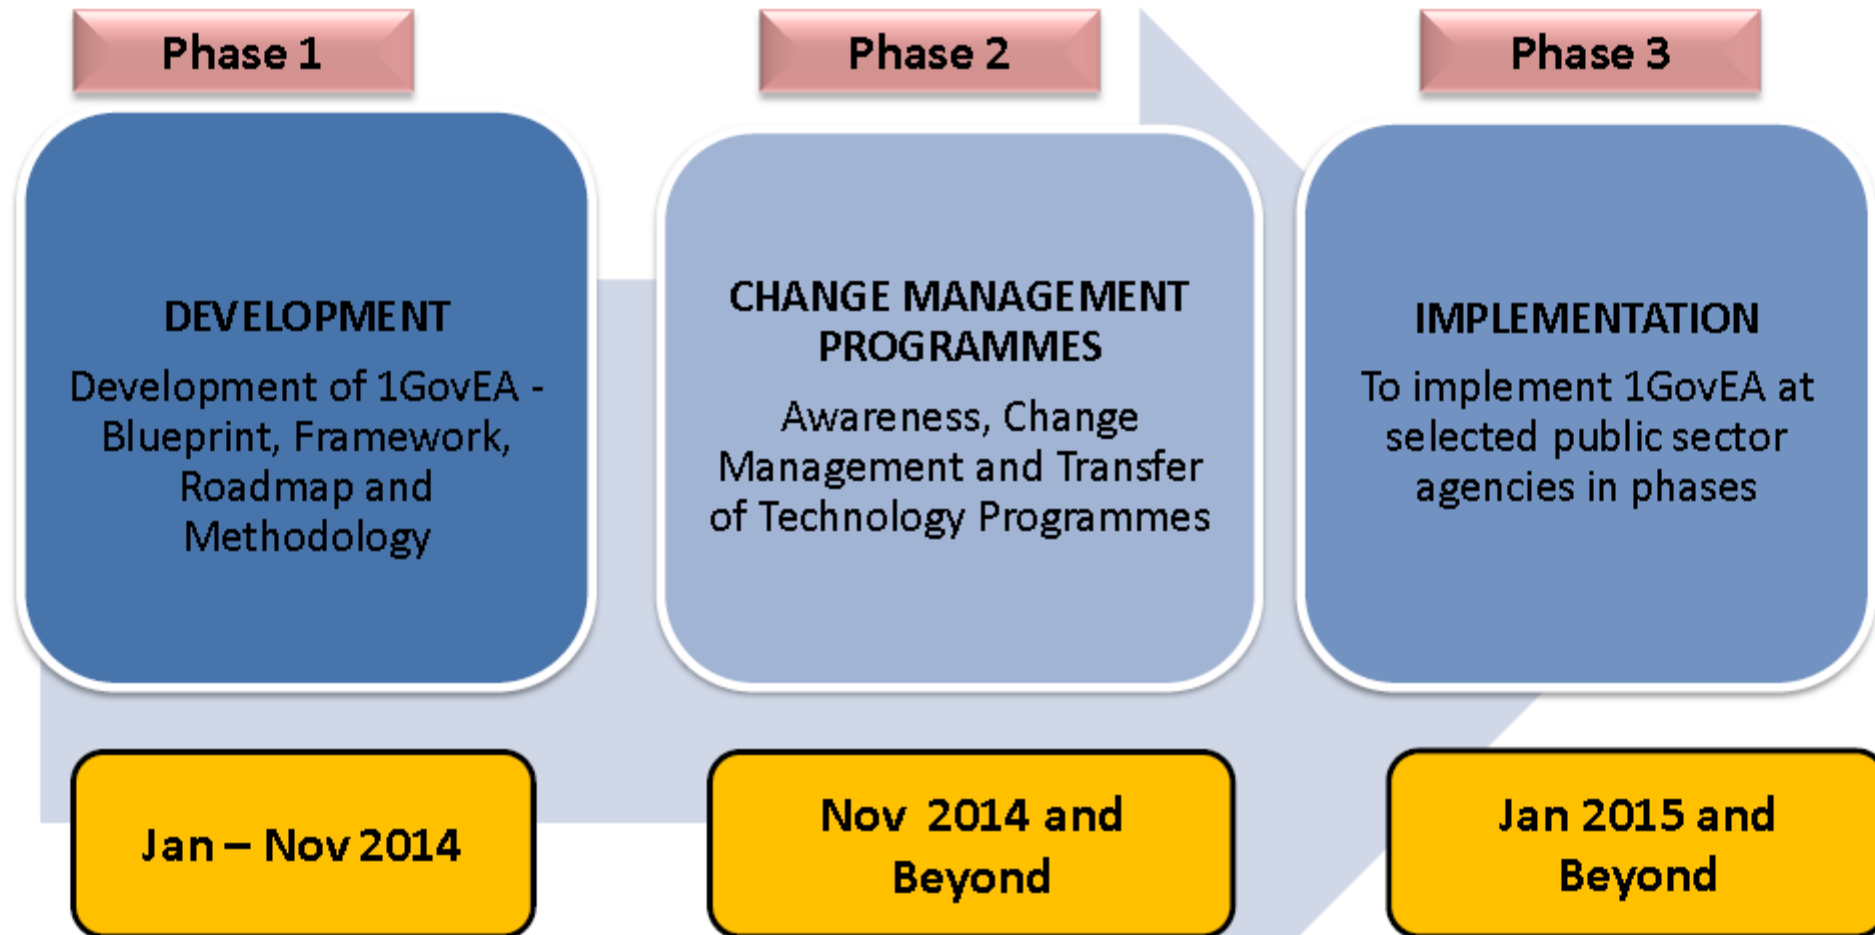 Phase 1
DEVELOPMENT
Development of 1GovEA -
Blueprint, Framework,
Roadmap and
Methodology
Jan – Nov 2014
Phase 2
CHANGE MANAGEMENT
PROGRAMMES
Awareness, Change
Management and Transfer
of Technology Programmes
Nov 2014 and
Beyond
Phase 3
IMPLEMENTATION
To implement 1GovEA at
selected public sector
agencies in phases
Jan 2015 and
Beyond